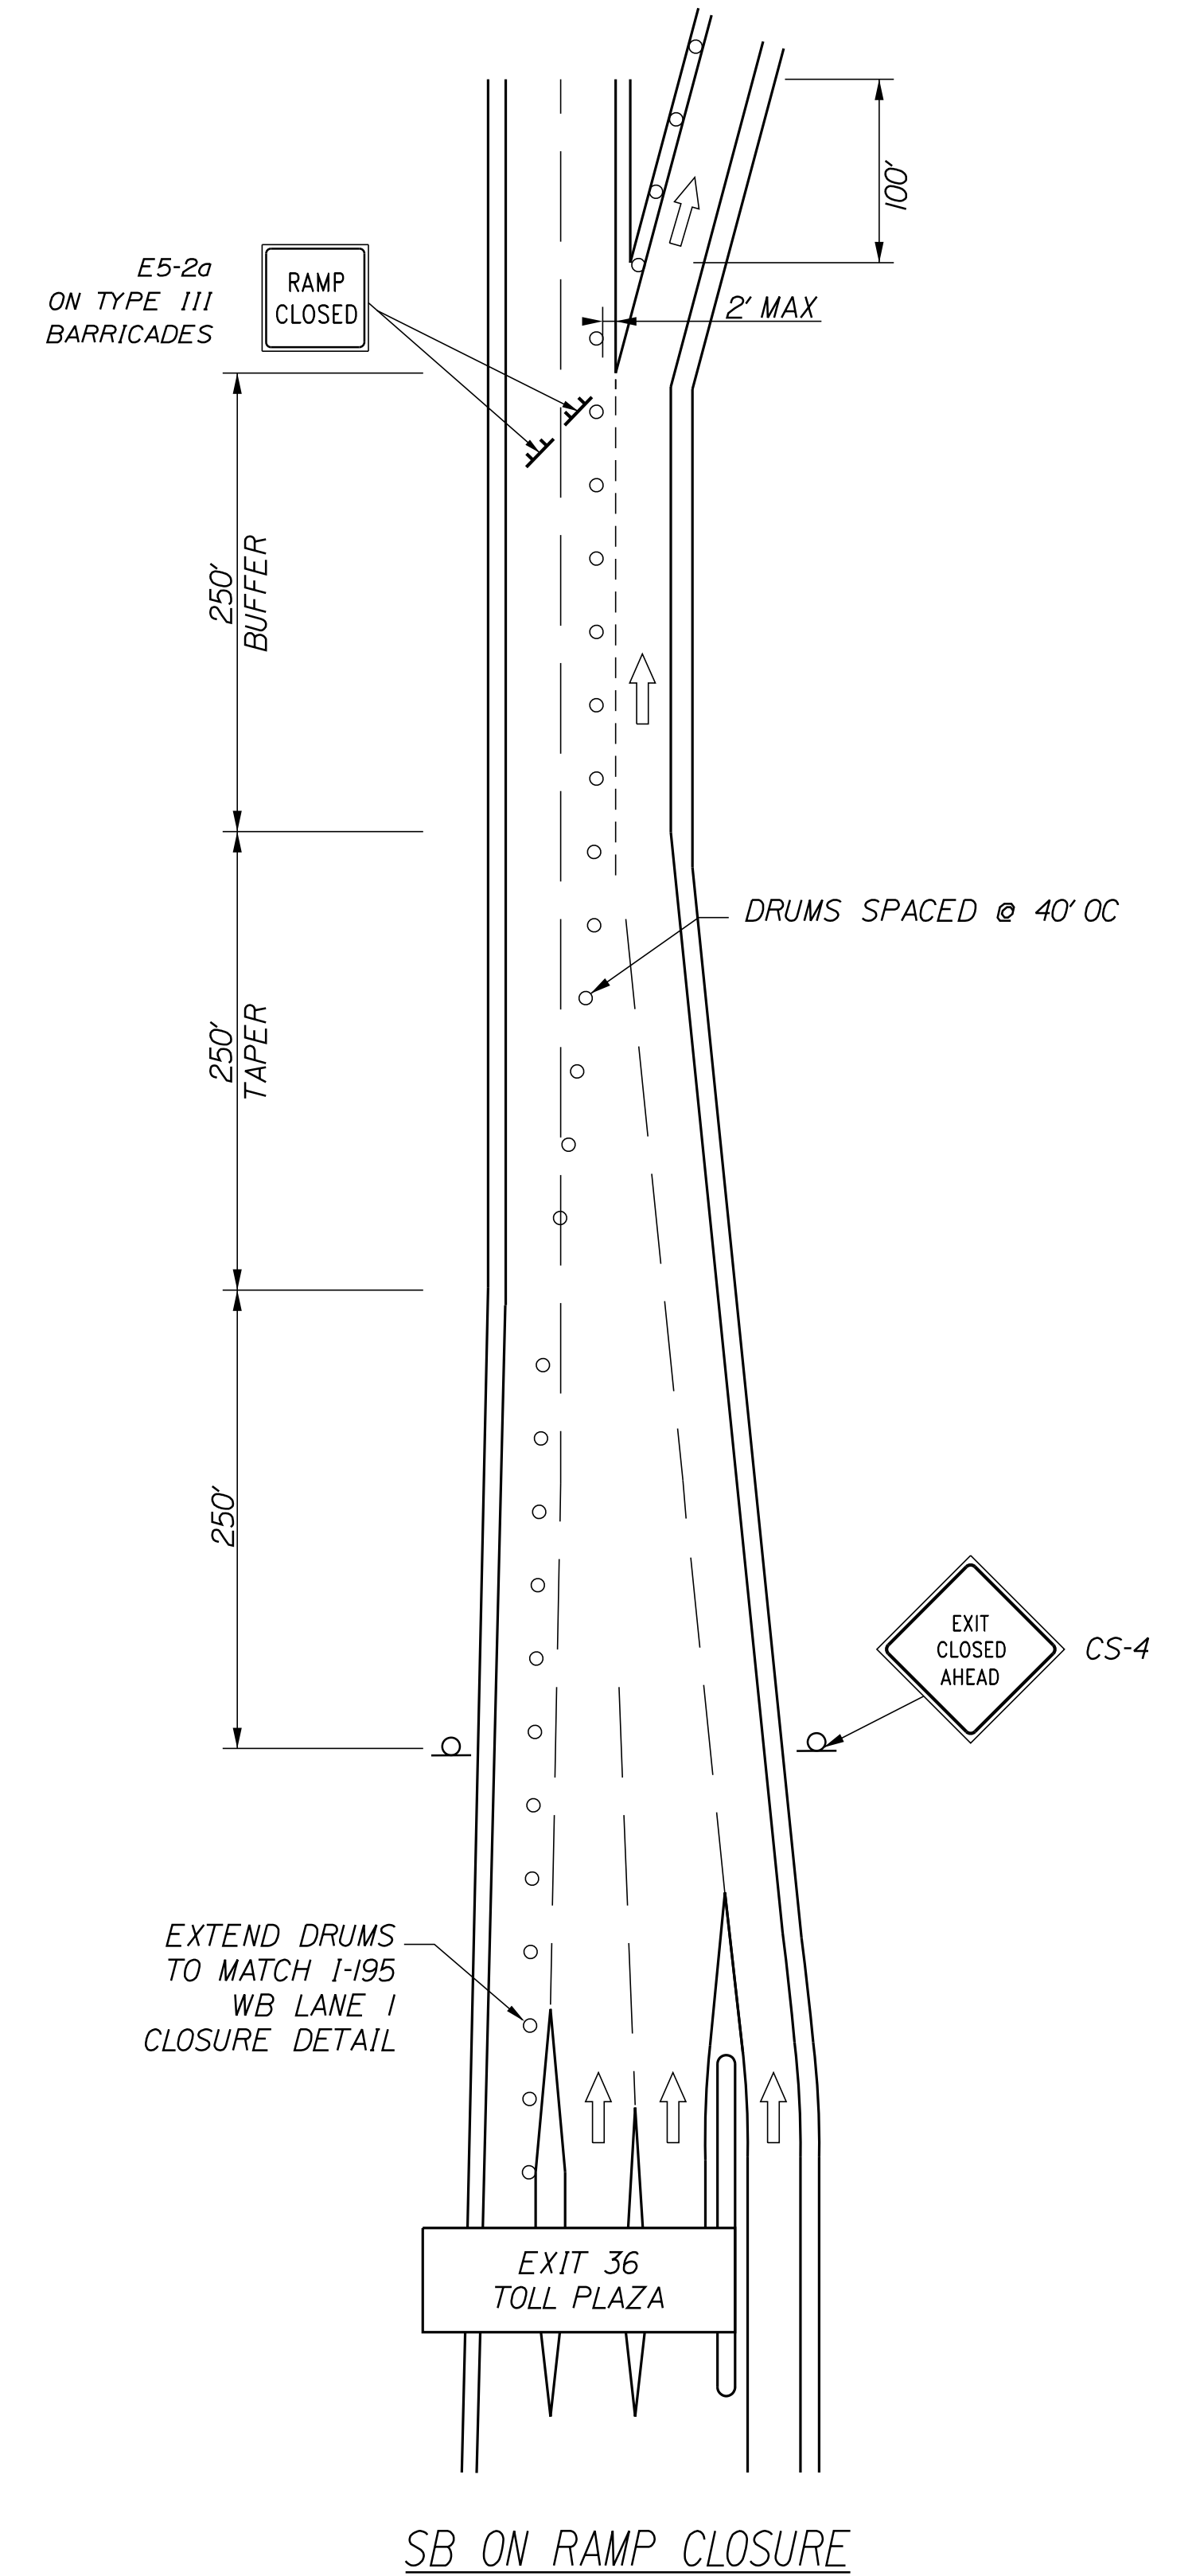 100'
E5-2a
ON TYPE III
BARRICADES
RAMP
CLOSED
2' MAX
250'
BUFFER
DRUMS SPACED @ 40' OC
250'
TAPER
250'
EXIT
CLOSED
AHEAD
CS-4
EXTEND DRUMS
TO MATCH I-195
WB LANE 1
CLOSURE DETAIL
EXIT 36
TOLL PLAZA
SB ON RAMP CLOSURE